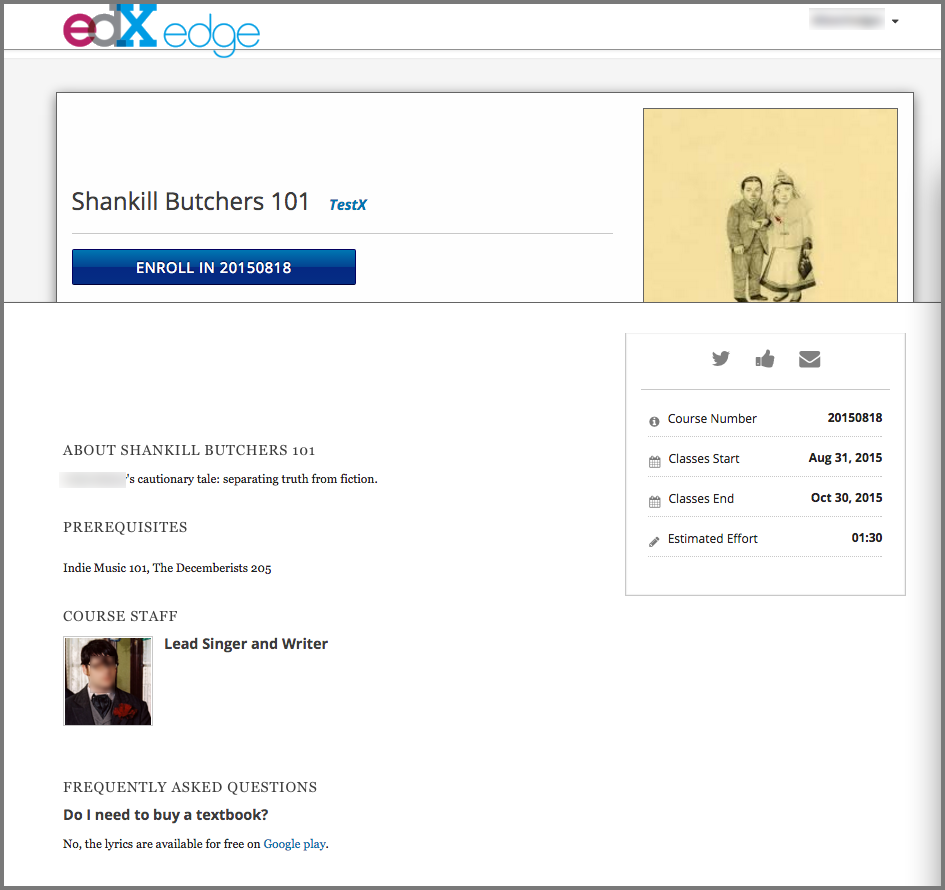 edX edge
Shankill Butchers 101 TestX
ENROLL IN 20150818
ABOUT SHANKILL BUTCHERS 101
's cautionary tale: separating truth from fiction.
PREREQUISITES
Indie Music 101, The Decemberists 205
COURSE STAFF
Lead Singer and Writer
FREQUENTLY ASKED QUESTIONS
Do I need to buy a textbook?
No, the lyrics are available for free on Google play.
Course Number 20150818
Classes Start Aug 31, 2015
Classes End Oct 30, 2015
Estimated Effort 01:30